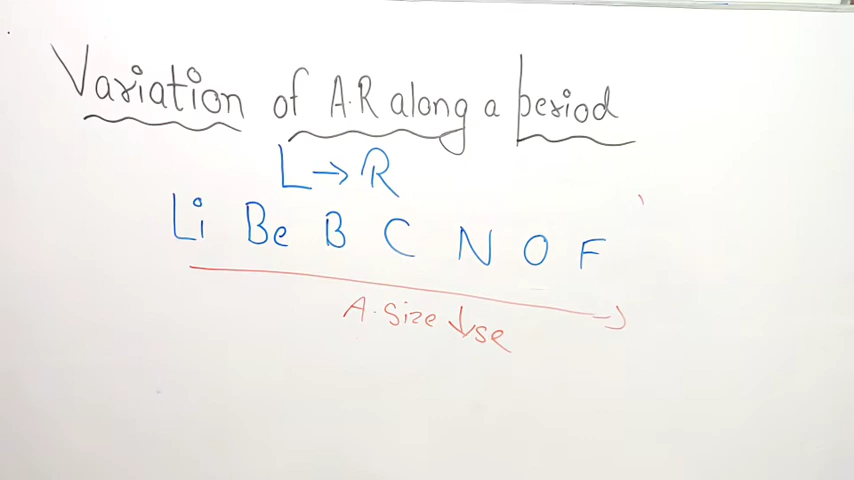 Variation of A.R along a period
L → R
Li Be B C N O F
A. Size ↓se